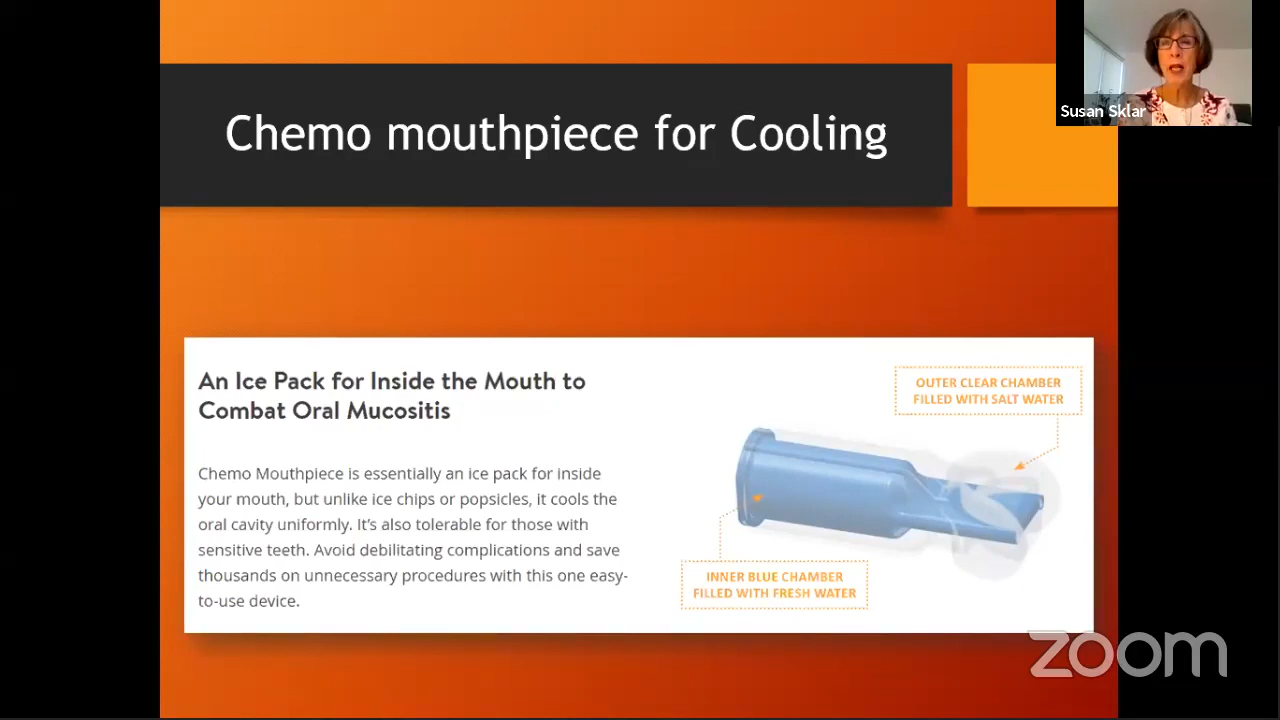 Chemo mouthpiece for Cooling
Susan Sklar
An Ice Pack for Inside the Mouth to
Combat Oral Mucositis
Chemo Mouthpiece is essentially an ice pack for inside
your mouth, but unlike ice chips or popsicles, it cools the
oral cavity uniformly. It’s also tolerable for those with
sensitive teeth. Avoid debilitating complications and save
thousands on unnecessary procedures with this one easy-
to-use device.
OUTER CLEAR CHAMBER
FILLED WITH SALT WATER
INNER BLUE CHAMBER
FILLED WITH FRESH WATER
zoom